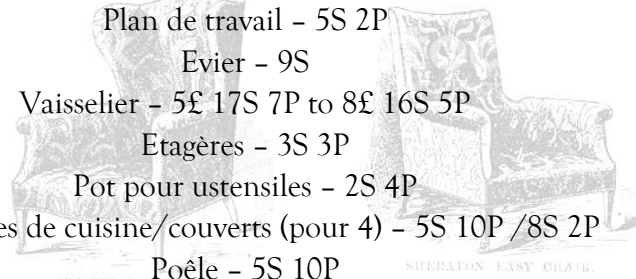 Plan de travail – 5S 2P
Evier – 9S
Vaisselier – 5£ 17S 7P to 8£ 16S 5P
Etagères – 3S 3P
Pot pour ustensiles – 2S 4P
es de cuisine/couverts (pour 4) – 5S 10P /8S 2P
Poêle – 5S 10P
SHERATON EASY CHAIR.